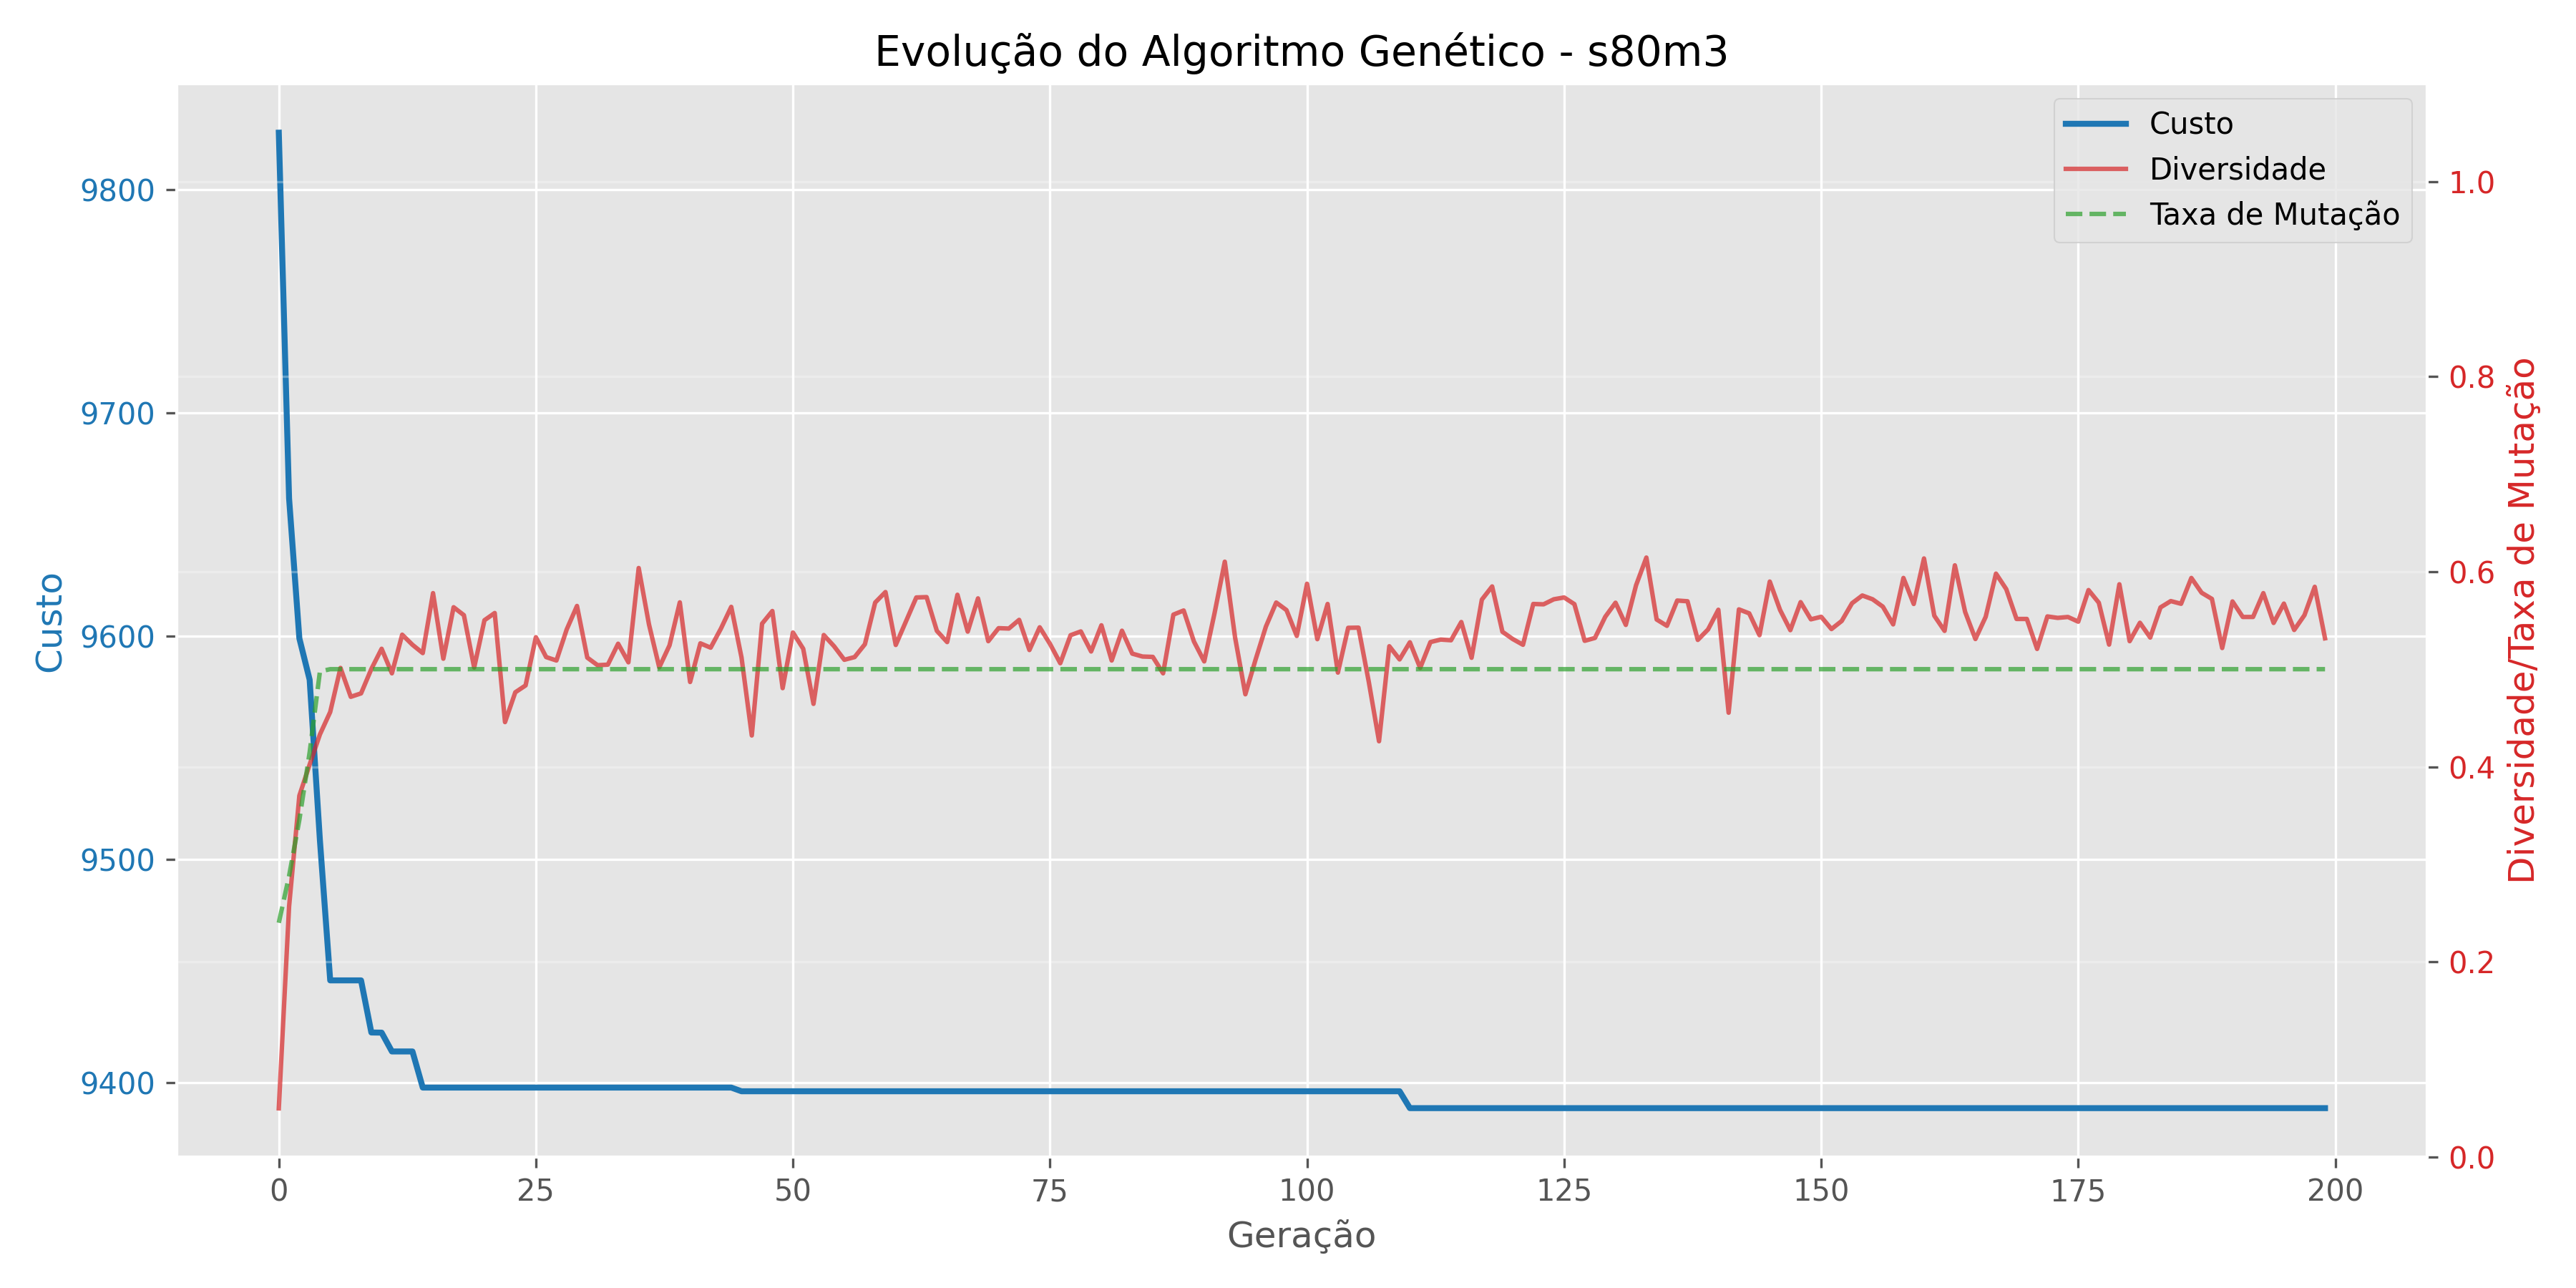 Evolução do Algoritmo Genético - s80m3
Custo
Diversidade
Taxa de Mutação
9800
9700
9600
9500
9400
Custo
1.0
0.8
0.6
0.4
0.2
0.0
Diversidade/Taxa de Mutação
0 25 50 75 100 125 150 175 200
Geração